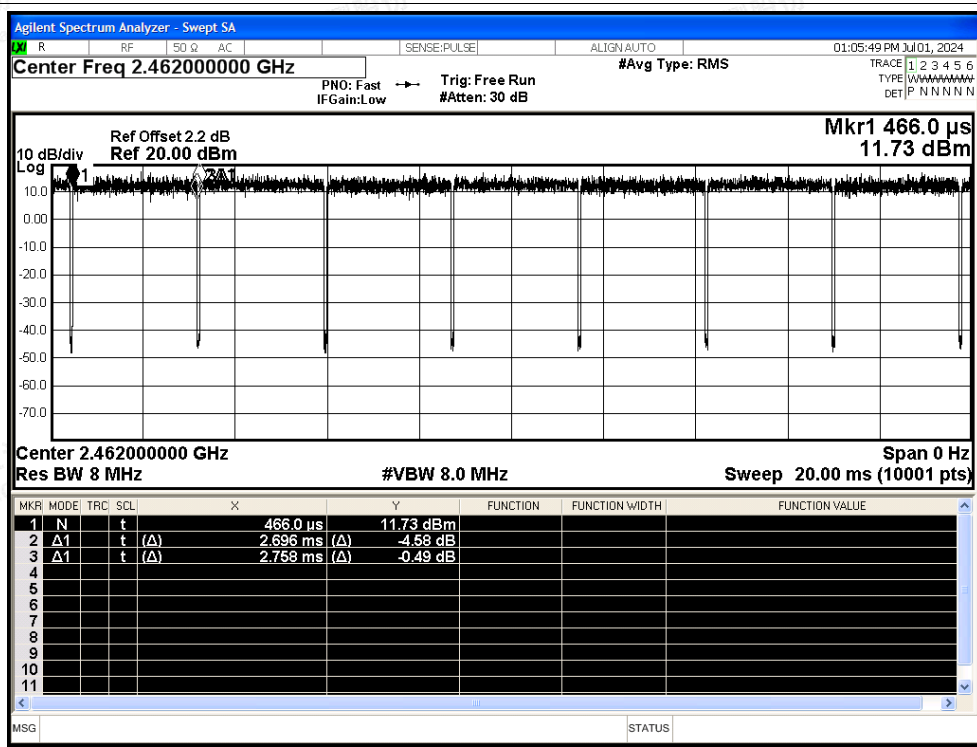 Agilent Spectrum Analyzer - Swept SA
LXI R RF 50 Ω AC SENSE:PULSE ALIGN AUTO 01:05:49 PM Jul 01, 2024
Center Freq 2.462000000 GHz #Avg Type: RMS TRACE 1 2 3 4 5 6
PNO: Fast Trig: Free Run TYPE WWWWWW
IFGain:Low #Atten: 30 dB DET P N N N N N
Mkr1 466.0 µs
11.73 dBm
Ref Offset 2.2 dB
10 dB/div Ref 20.00 dBm
Log
1 2Δ1
10.0
0.00
-10.0
-20.0
-30.0
-40.0
-50.0
-60.0
-70.0
Center 2.462000000 GHz Span 0 Hz
Res BW 8 MHz #VBW 8.0 MHz Sweep 20.00 ms (10001 pts)
MKR MODE TRC SCL X Y FUNCTION FUNCTION WIDTH FUNCTION VALUE
1 N t 466.0 µs 11.73 dBm
2 Δ1 t (Δ) 2.696 ms (Δ) -4.58 dB
3 Δ1 t (Δ) 2.758 ms (Δ) -0.49 dB
4
5
6
7
8
9
10
11
MSG STATUS